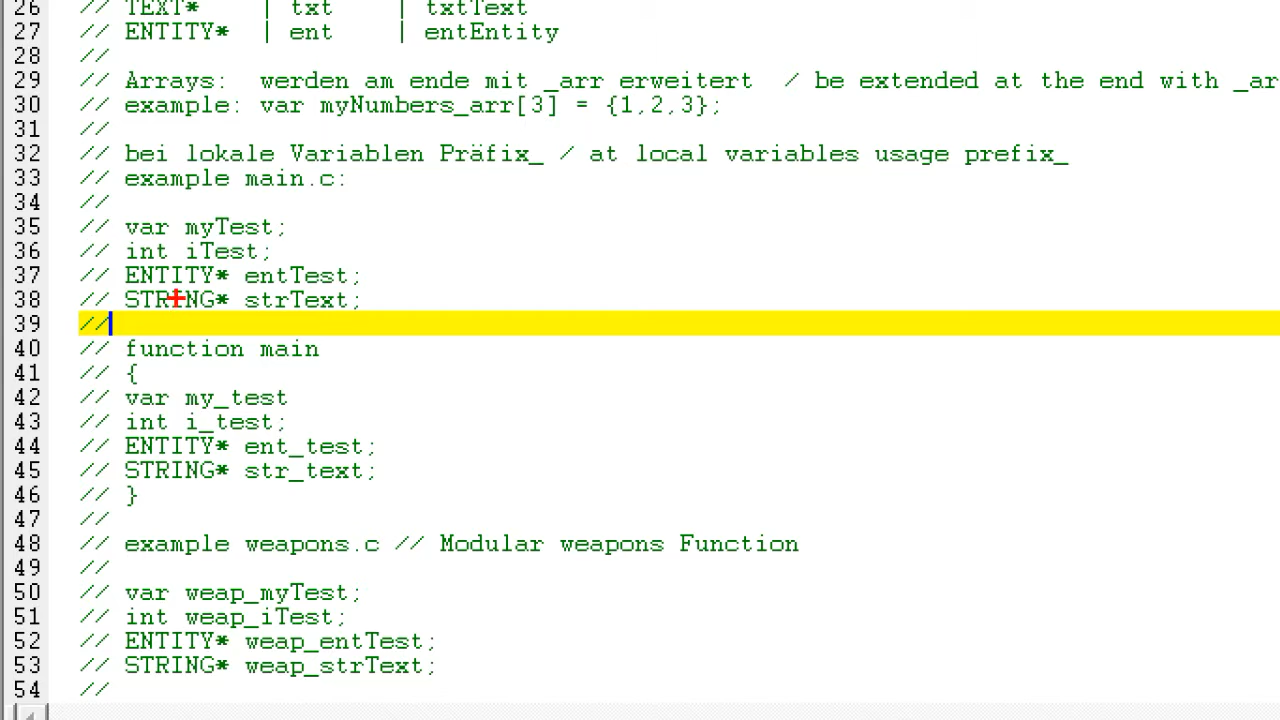 26 // TEXT* | txt | txtText
27 // ENTITY* | ent | entEntity
28 //
29 // Arrays: werden am ende mit _arr erweitert / be extended at the end with _ar
30 // example: var myNumbers_arr[3] = {1,2,3};
31 //
32 // bei lokale Variablen Präfix_ / at local variables usage prefix_
33 // example main.c:
34 //
35 // var myTest;
36 // int iTest;
37 // ENTITY* entTest;
38 // STRING* strText;
39 //
40 // function main
41 // {
42 // var my_test
43 // int i_test;
44 // ENTITY* ent_test;
45 // STRING* str_text;
46 // }
47 //
48 // example weapons.c // Modular weapons Function
49 //
50 // var weap_myTest;
51 // int weap_iTest;
52 // ENTITY* weap_entTest;
53 // STRING* weap_strText;
54 //